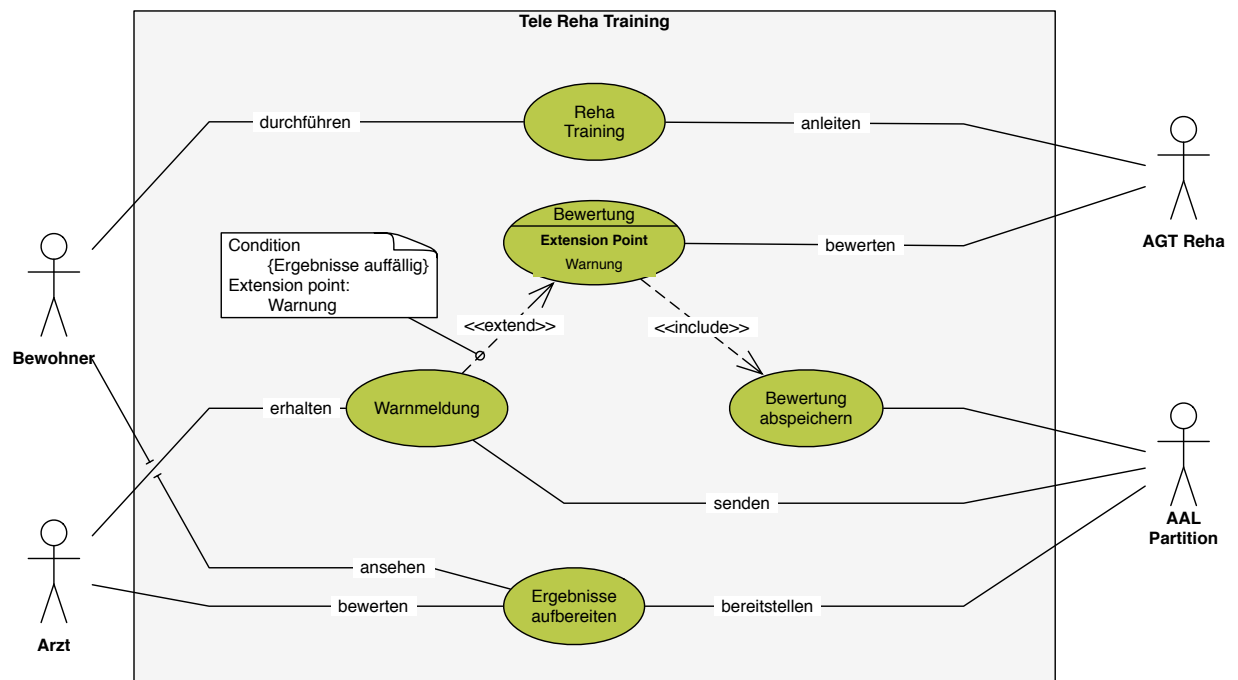 Tele Reha Training
Reha
Training
durchführen
anleiten
Bewertung
Extension Point
Warnung
bewerten
AGT Reha
Condition
{Ergebnisse auffällig}
Extension point:
Warnung
<<extend>>
<<include>>
Bewohner
erhalten
Warnmeldung
Bewertung
abspeichern
senden
AAL
Partition
ansehen
bewerten
Ergebnisse
aufbereiten
bereitstellen
Arzt